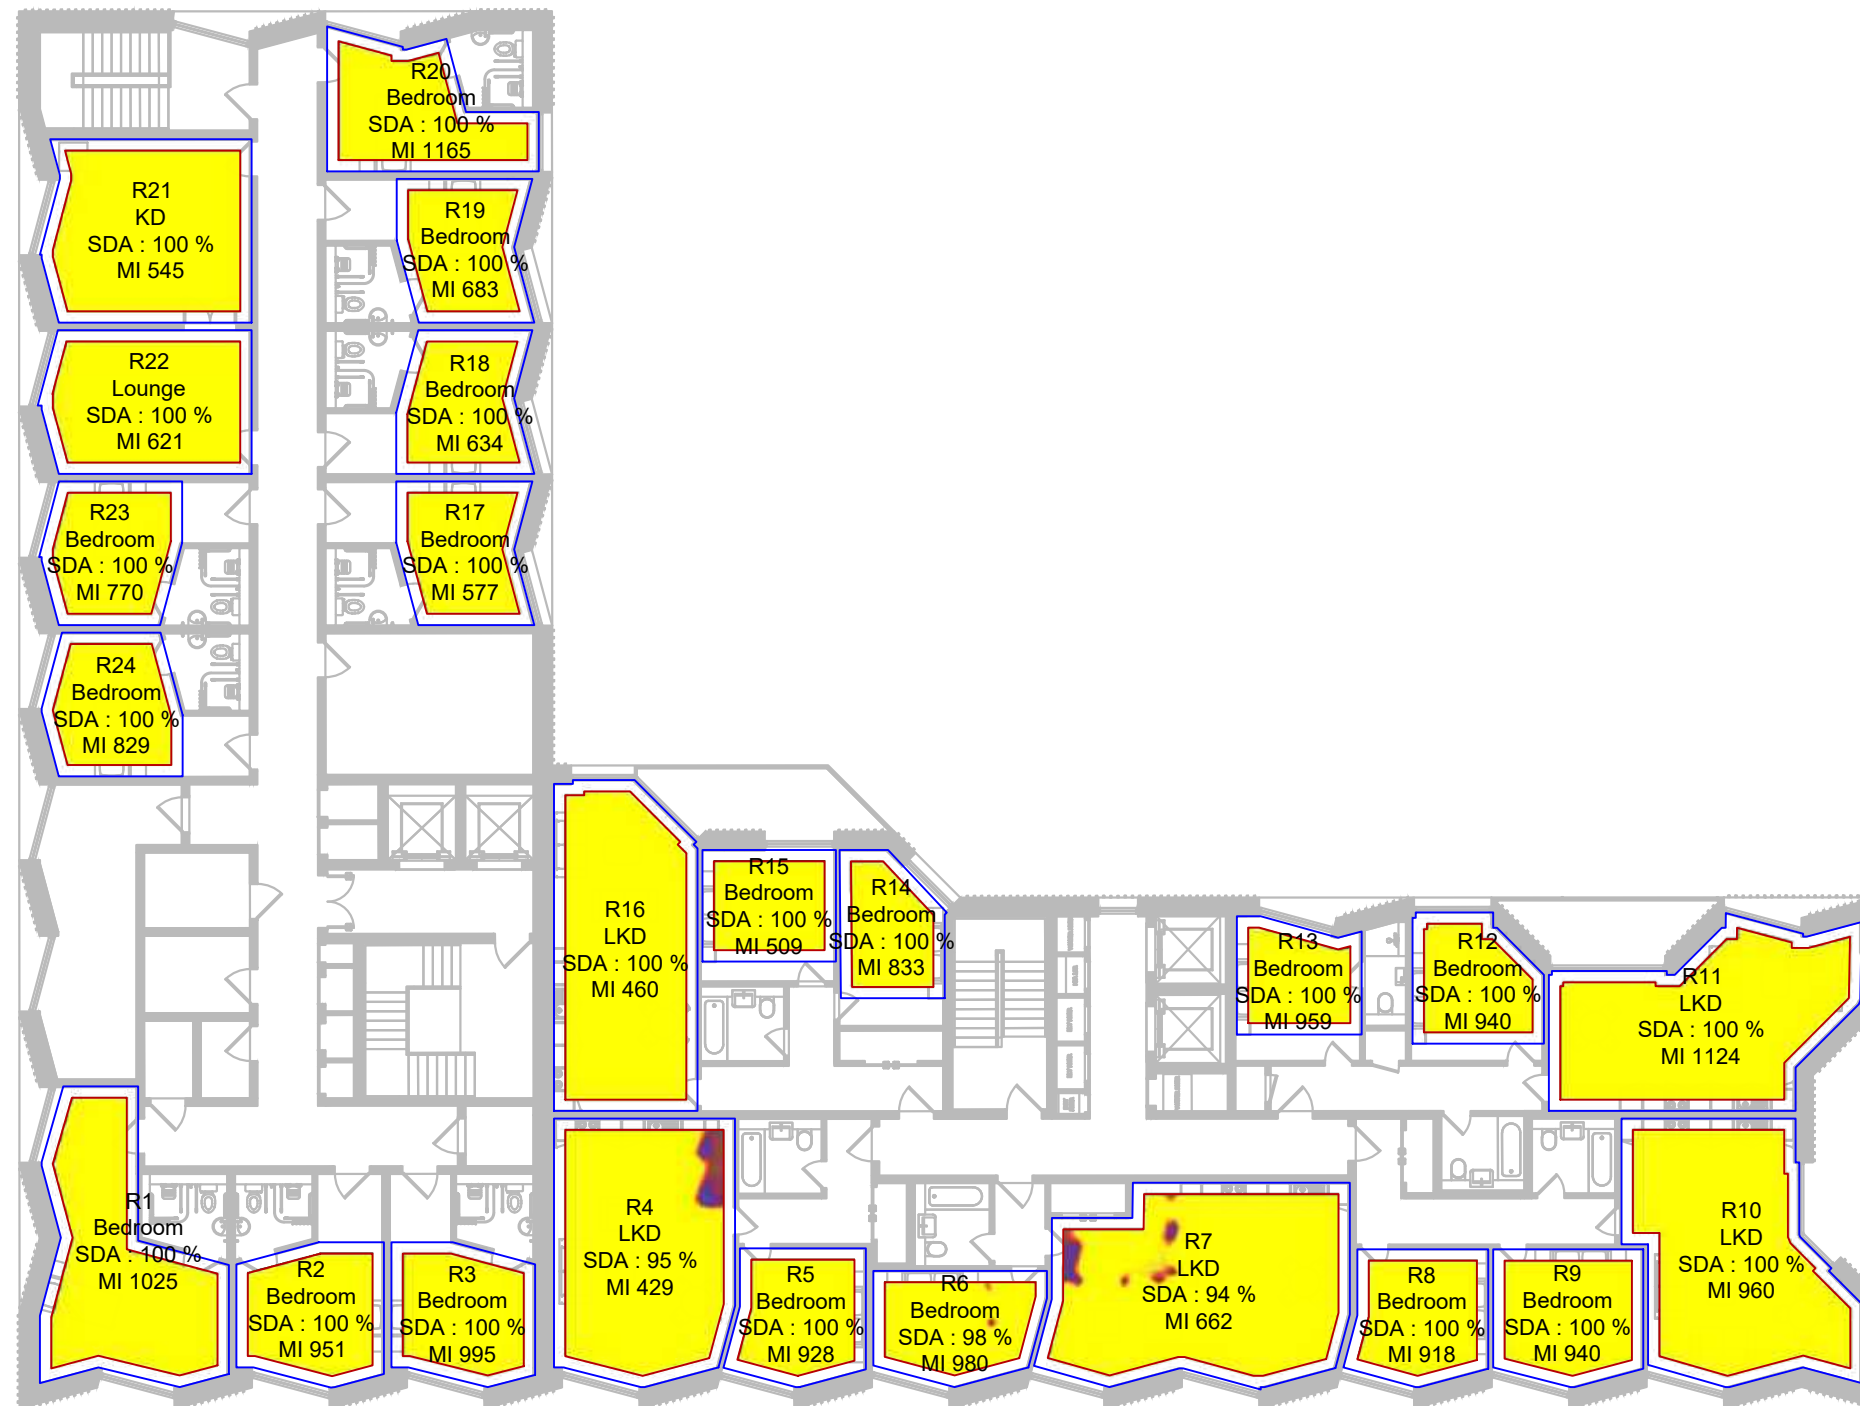 R20
Bedroom
SDA : 100 %
MI 1165
R21
KD
SDA : 100 %
MI 545
R19
Bedroom
SDA : 100 %
MI 683
R22
Lounge
SDA : 100 %
MI 621
R18
Bedroom
SDA : 100 %
MI 634
R23
Bedroom
SDA : 100 %
MI 770
R17
Bedroom
SDA : 100 %
MI 577
R24
Bedroom
SDA : 100 %
MI 829
R16
LKD
SDA : 100 %
MI 460
R15
Bedroom
SDA : 100 %
MI 509
R14
Bedroom
SDA : 100 %
MI 833
R13
Bedroom
SDA : 100 %
MI 959
R12
Bedroom
SDA : 100 %
MI 940
R11
LKD
SDA : 100 %
MI 1124
R1
Bedroom
SDA : 100 %
MI 1025
R2
Bedroom
SDA : 100 %
MI 951
R3
Bedroom
SDA : 100 %
MI 995
R4
LKD
SDA : 95 %
MI 429
R5
Bedroom
SDA : 100 %
MI 928
R6
Bedroom
SDA : 98 %
MI 980
R7
LKD
SDA : 94 %
MI 662
R8
Bedroom
SDA : 100 %
MI 918
R9
Bedroom
SDA : 100 %
MI 940
R10
LKD
SDA : 100 %
MI 960